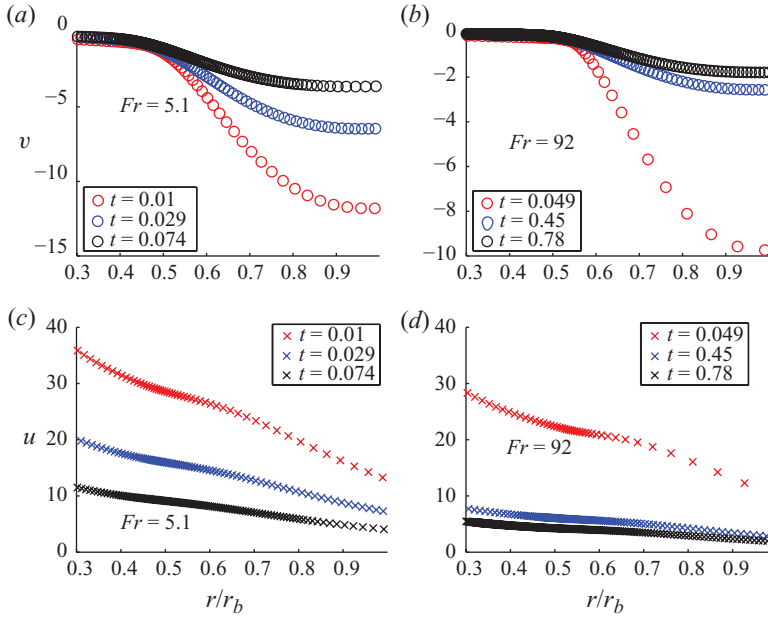 (a)
0
−5
−10
−15
v
Fr = 5.1
t = 0.01
t = 0.029
t = 0.074
0.3 0.4 0.5 0.6 0.7 0.8 0.9
(b)
0
−2
−4
−6
−8
−10
Fr = 92
t = 0.049
t = 0.45
t = 0.78
0.3 0.4 0.5 0.6 0.7 0.8 0.9
(c)
40
30
20
10
0
u
t = 0.01
t = 0.029
t = 0.074
Fr = 5.1
0.3 0.4 0.5 0.6 0.7 0.8 0.9
r/r_b
(d)
40
30
20
10
0
t = 0.049
t = 0.45
t = 0.78
Fr = 92
0.3 0.4 0.5 0.6 0.7 0.8 0.9
r/r_b